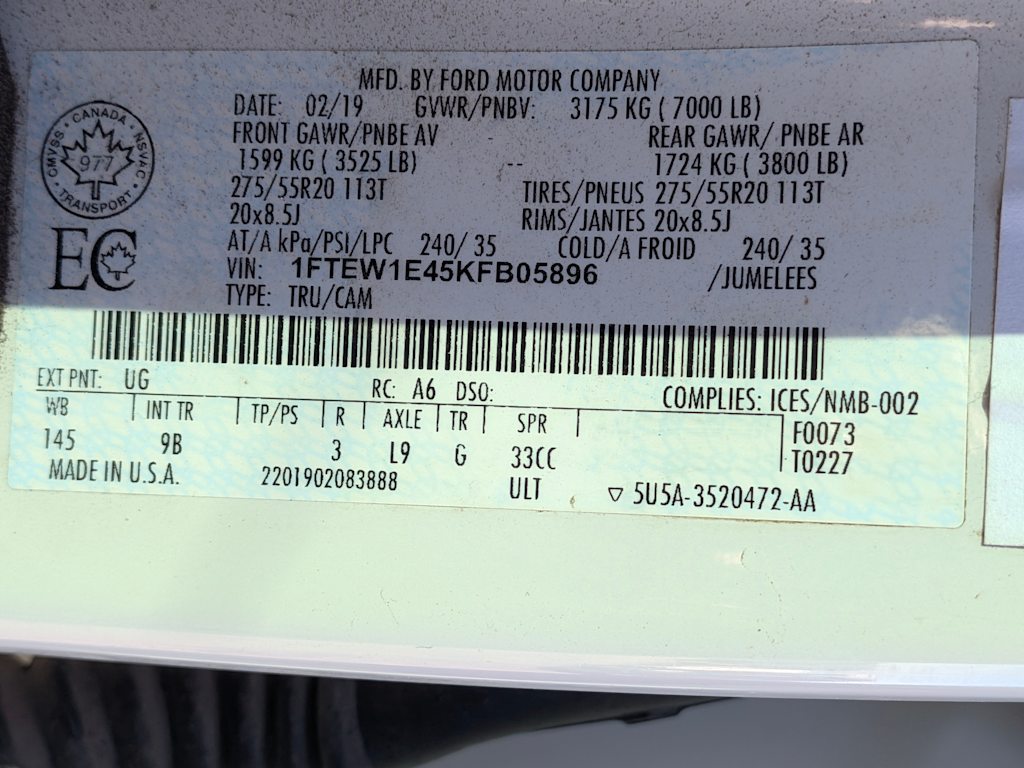 MFD. BY FORD MOTOR COMPANY
DATE: 02/19 GVWR/PNBV: 3175 KG ( 7000 LB)
FRONT GAWR/PNBE AV REAR GAWR/ PNBE AR
1599 KG ( 3525 LB) -- 1724 KG ( 3800 LB)
275/55R20 113T TIRES/PNEUS 275/55R20 113T
20x8.5J RIMS/JANTES 20x8.5J
AT/A kPa/PSI/LPC 240/ 35 COLD/A FROID 240/ 35
VIN: 1FTEW1E45KFB05896 /JUMELEES
TYPE: TRU/CAM
CANADA
CMVSS 977 NSVAC
TRANSPORT
EC
EXT PNT: UG RC: A6 DSO: COMPLIES: ICES/NMB-002
WB INT TR TP/PS R AXLE TR SPR F0073
145 9B 3 L9 G 33CC T0227
MADE IN U.S.A. 2201902083888 ULT 5U5A-3520472-AA